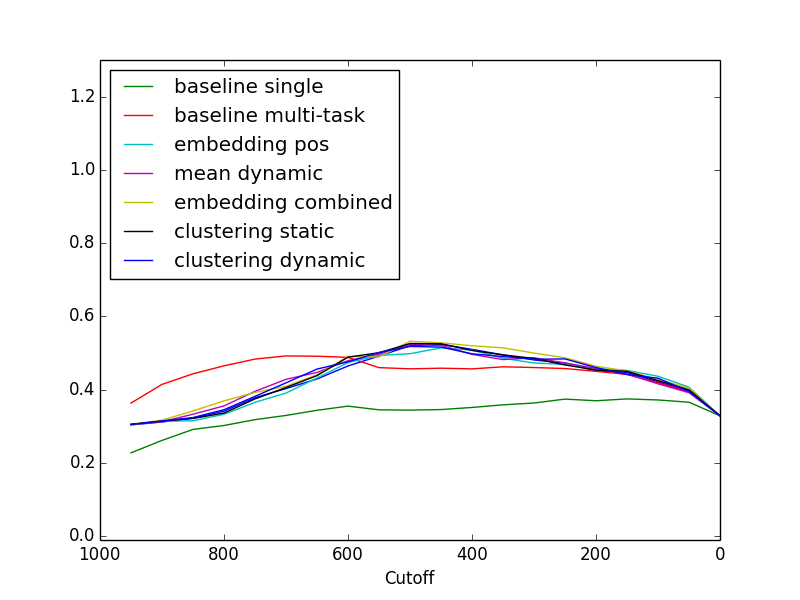 1.2
1.0
0.8
0.6
0.4
0.2
0.0
baseline single
baseline multi-task
embedding pos
mean dynamic
embedding combined
clustering static
clustering dynamic
1000 800 600 400 200 0
Cutoff